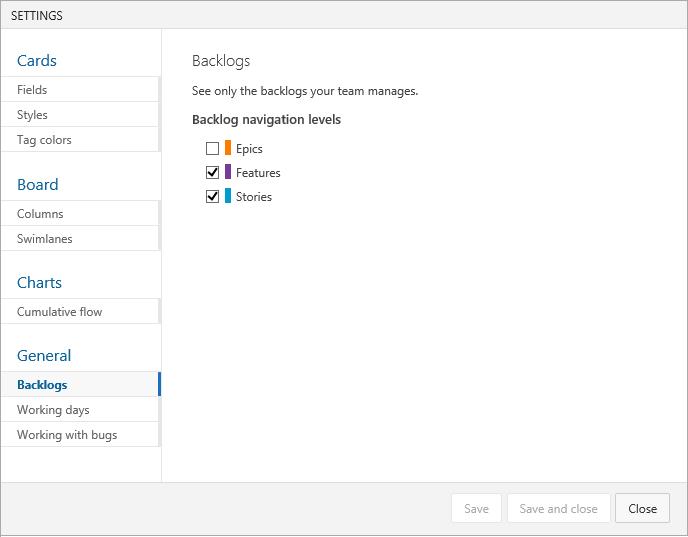 SETTINGS
Cards
Fields
Styles
Tag colors
Board
Columns
Swimlanes
Charts
Cumulative flow
General
Backlogs
Working days
Working with bugs
Backlogs
See only the backlogs your team manages.
Backlog navigation levels
Epics
Features
Stories
Save
Save and close
Close